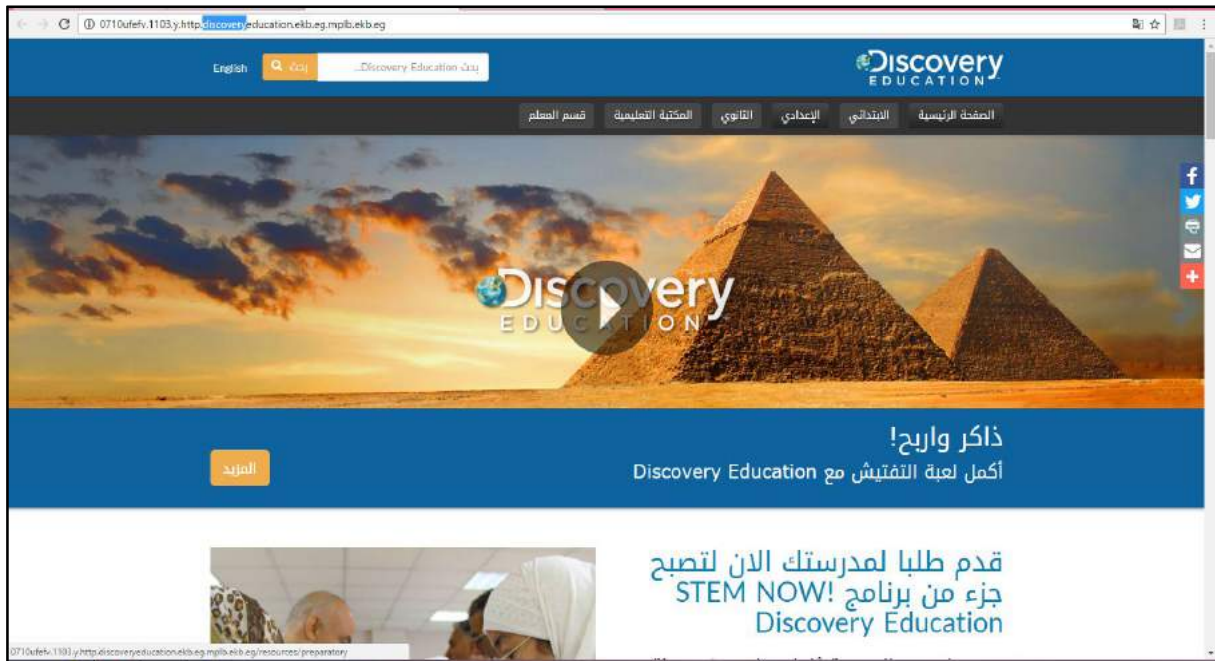 0710ufefv.1103.y.http.discoveryeducation.ekb.eg.mplb.ekb.eg
English
بحث
بحث Discovery Education...
DISCOVERY
EDUCATION
الصفحة الرئيسية الابتدائي الإعدادي الثانوي المكتبة التعليمية قسم المعلم
DISCOVERY
EDUCATION
ذاكر واربح!
أكمل لعبة التفتيش مع Discovery Education
المزيد
قدم طلبا لمدرستك الان لتصبح
جزء من برنامج STEM NOW!
Discovery Education
0710ufefv.1103.y.http.discoveryeducation.ekb.eg.mplb.ekb.eg/resources/preparatory